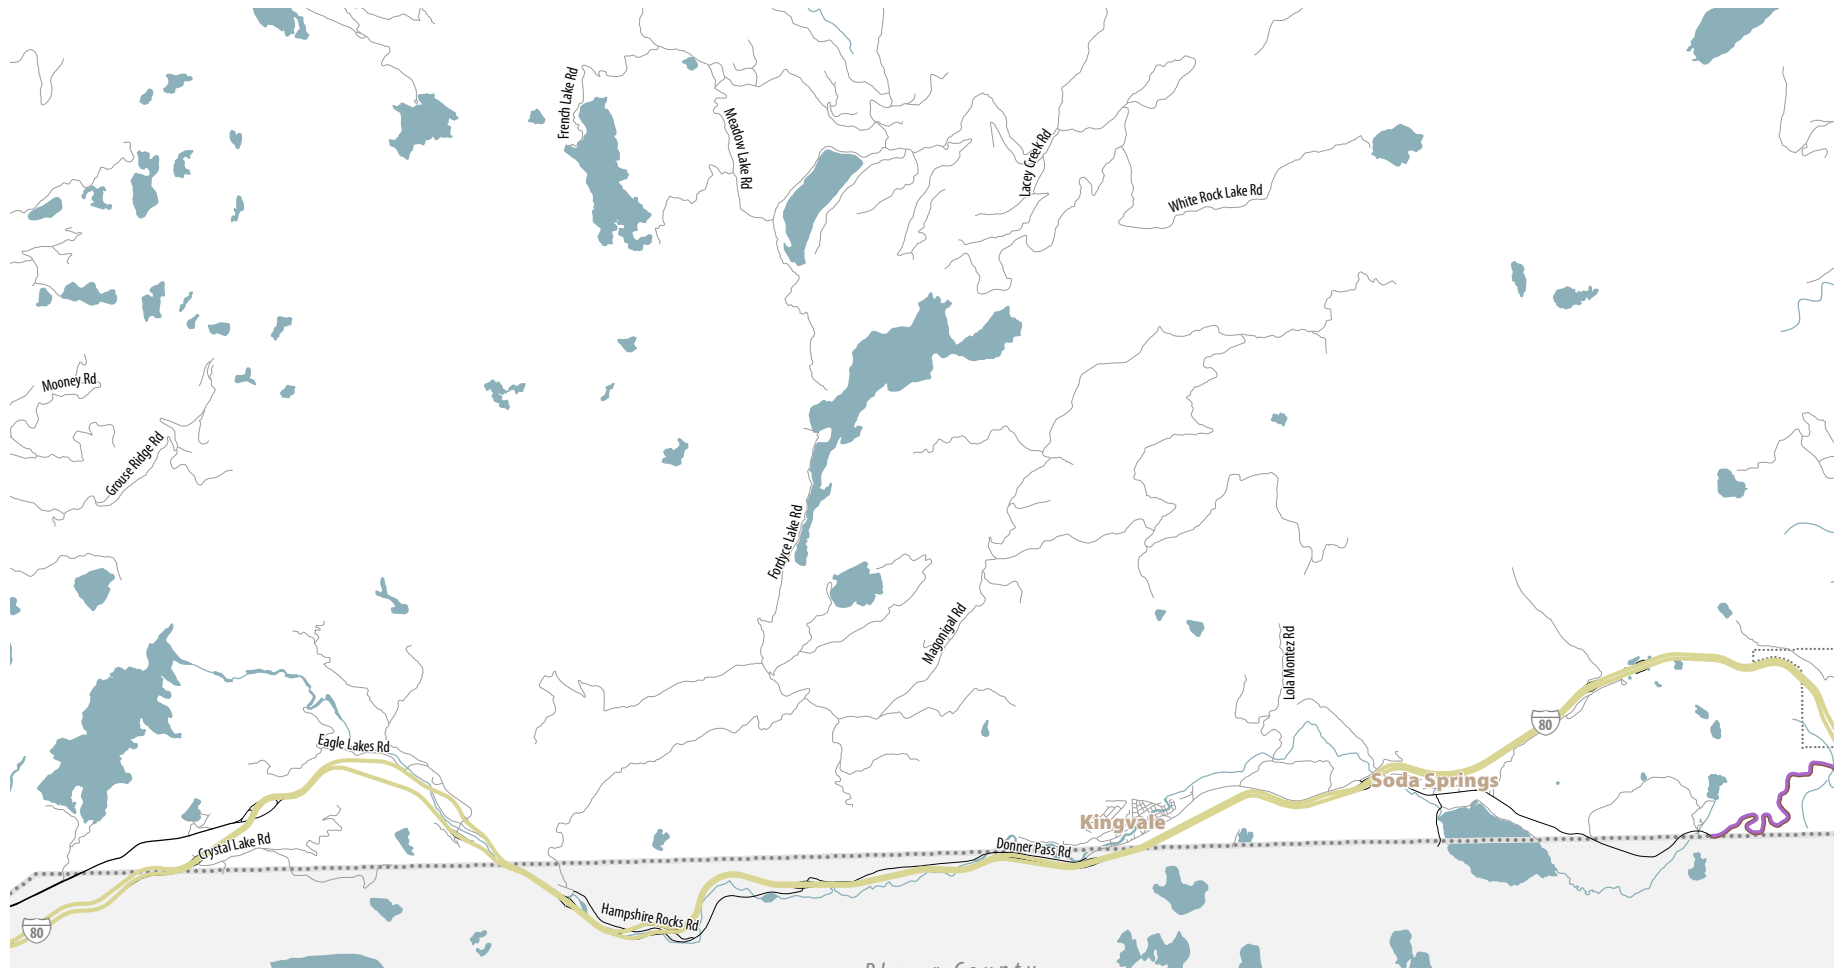 French Lake Rd
Meadow Lake Rd
Lacey Creek Rd
White Rock Lake Rd
Mooney Rd
Grouse Ridge Rd
Fordyce Lake Rd
Magonigal Rd
Lola Montez Rd
80
Eagle Lakes Rd
Soda Springs
Kingvale
Crystal Lake Rd
Donner Pass Rd
Hampshire Rocks Rd
80
County